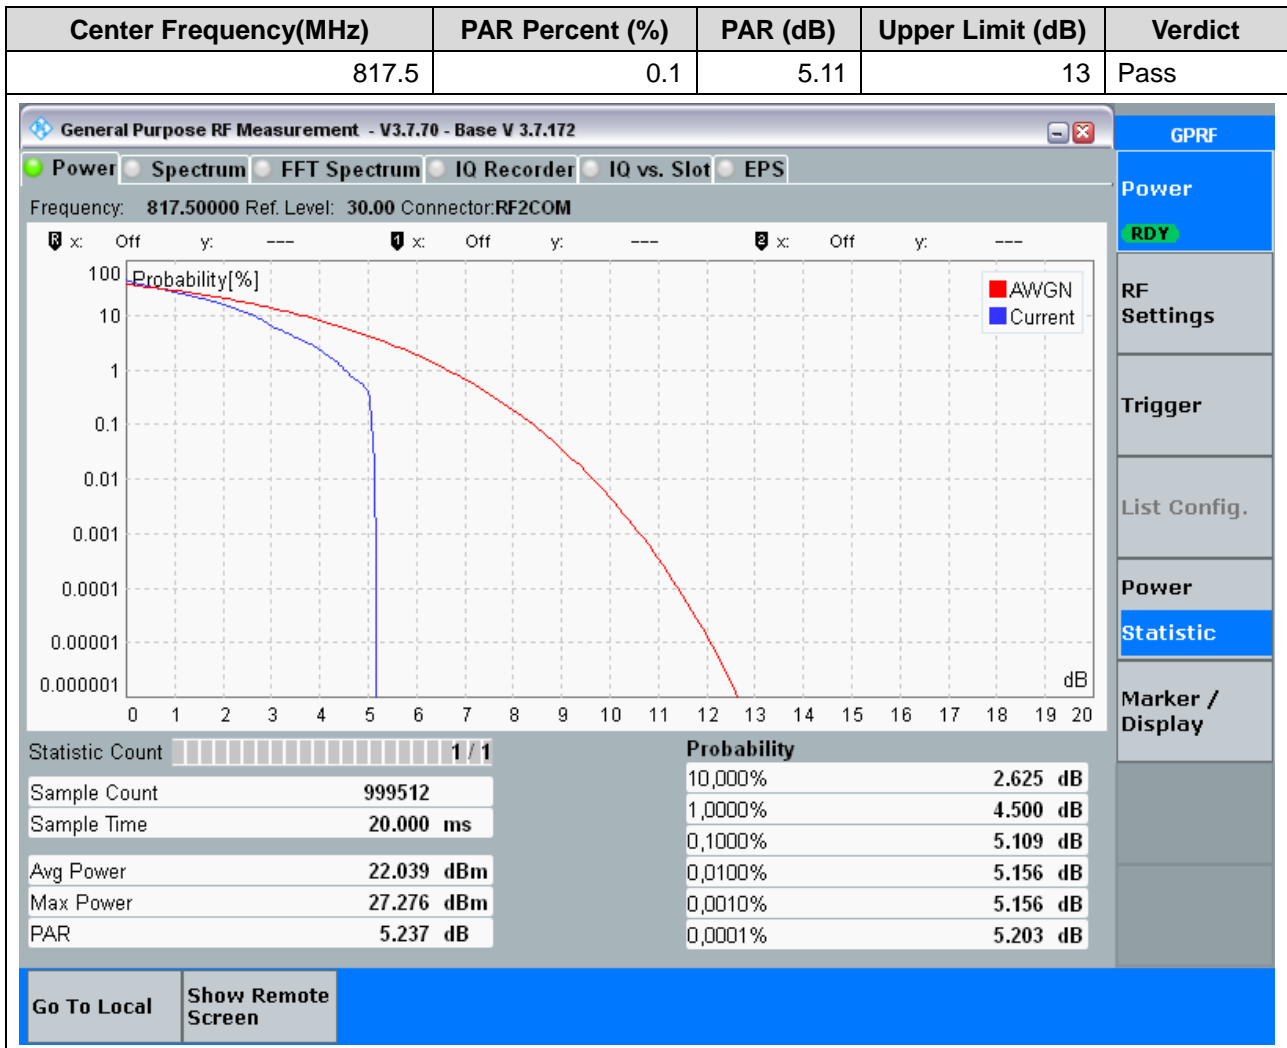 Center Frequency(MHz) PAR Percent (%) PAR (dB) Upper Limit (dB) Verdict
817.5 0.1 5.11 13 Pass
General Purpose RF Measurement - V3.7.70 - Base V 3.7.172
GPRF
Power Spectrum FFT Spectrum IQ Recorder IQ vs. Slot EPS
Frequency: 817.50000 Ref. Level: 30.00 Connector:RF2COM
Power
RDY
R x: Off y: --- 1 x: Off y: --- 2 x: Off y: ---
Probability[%]
AWGN
Current
100
10
1
0.1
0.01
0.001
0.0001
0.00001
0.000001
dB
0 1 2 3 4 5 6 7 8 9 10 11 12 13 14 15 16 17 18 19 20
RF
Settings
Trigger
List Config.
Power
Statistic
Marker /
Display
Statistic Count 1 / 1
Sample Count 999512
Sample Time 20.000 ms
Avg Power 22.039 dBm
Max Power 27.276 dBm
PAR 5.237 dB
Probability
10,000% 2.625 dB
1,0000% 4.500 dB
0,1000% 5.109 dB
0,0100% 5.156 dB
0,0010% 5.156 dB
0,0001% 5.203 dB
Go To Local
Show Remote
Screen